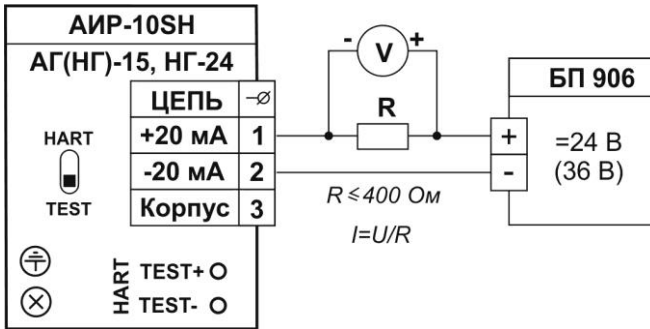 АИР-10SH
АГ(НГ)-15, НГ-24
ЦЕПЬ
+20 мА 1
-20 мА 2
Корпус 3
HART
TEST
HART
TEST+
TEST-
- V +
R
R ≤ 400 Ом
I=U/R
БП 906
+
-
=24 В
(36 В)